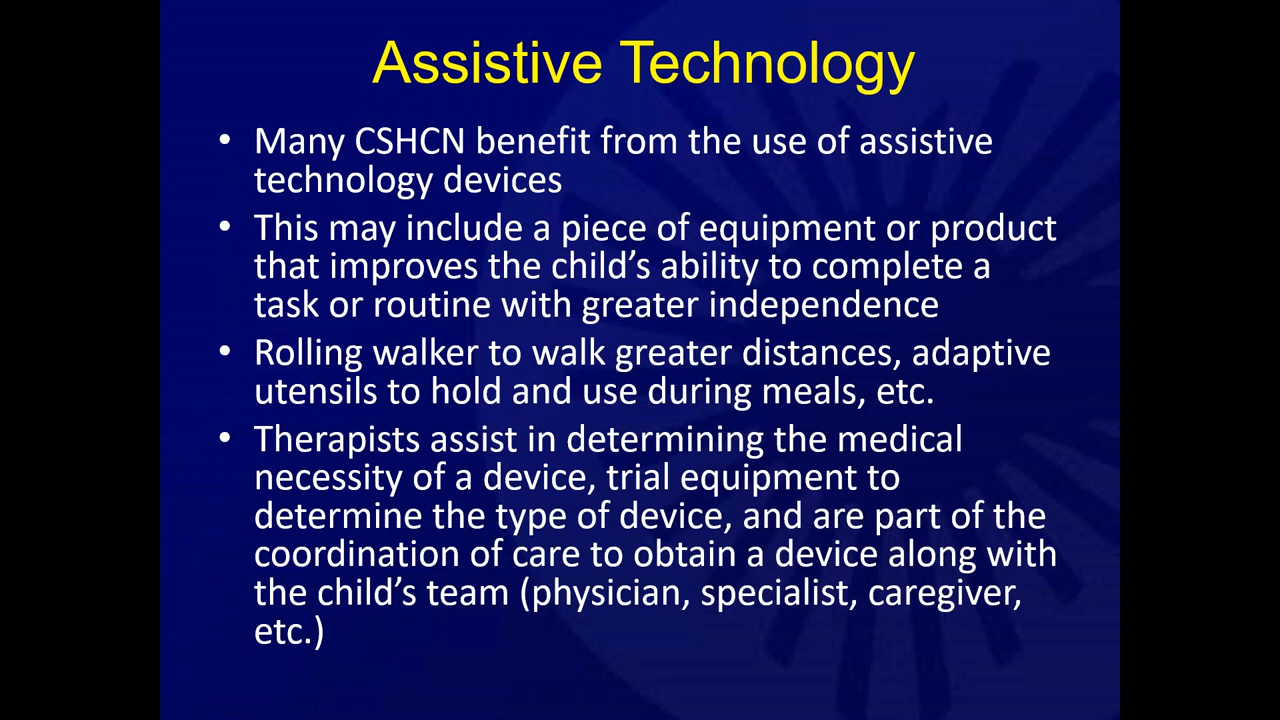 Assistive Technology
• Many CSHCN benefit from the use of assistive
technology devices
• This may include a piece of equipment or product
that improves the child’s ability to complete a
task or routine with greater independence
• Rolling walker to walk greater distances, adaptive
utensils to hold and use during meals, etc.
• Therapists assist in determining the medical
necessity of a device, trial equipment to
determine the type of device, and are part of the
coordination of care to obtain a device along with
the child’s team (physician, specialist, caregiver,
etc.)